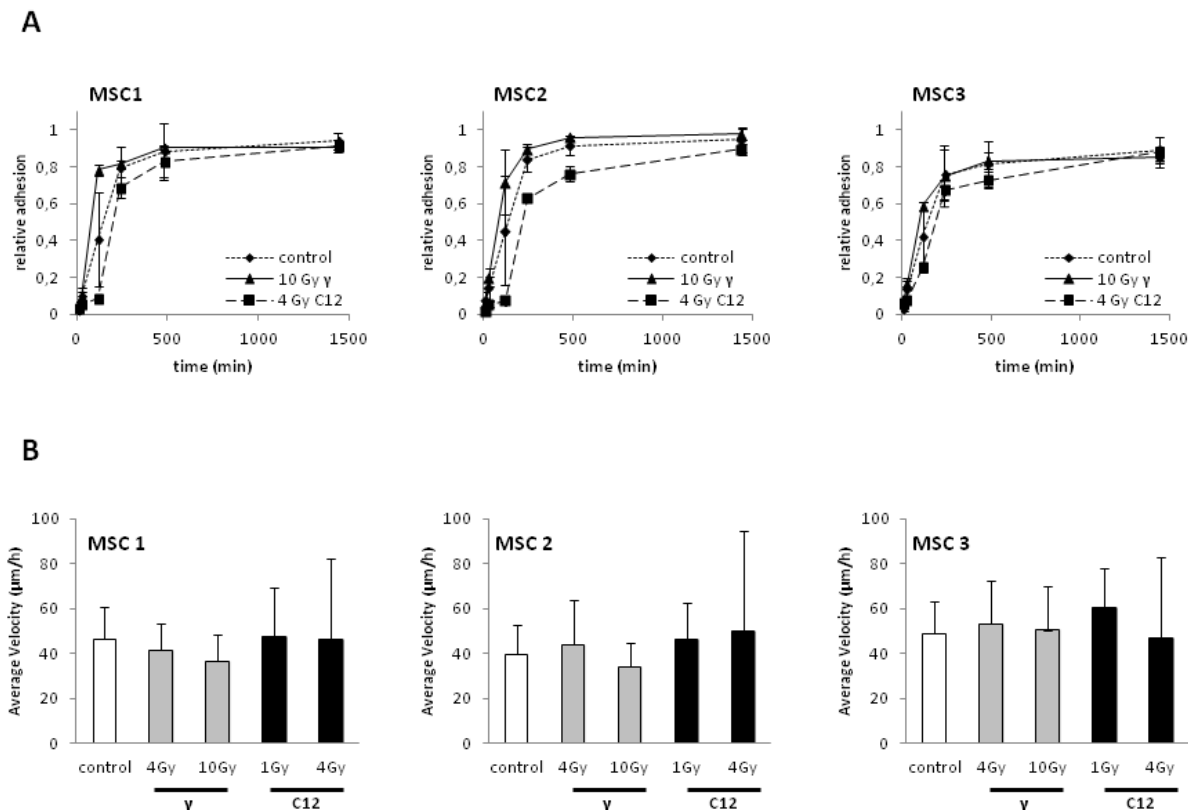 A
MSC1
1
0,8
0,6
0,4
0,2
0
relative adhesion
control
10 Gy γ
4 Gy C12
0
500
1000
1500
time (min)
MSC2
1
0,8
0,6
0,4
0,2
0
relative adhesion
control
10 Gy γ
4 Gy C12
0
500
1000
1500
time (min)
MSC3
1
0,8
0,6
0,4
0,2
0
relative adhesion
control
10 Gy γ
4 Gy C12
0
500
1000
1500
time (min)
B
MSC 1
100
80
60
40
20
0
Average Velocity (µm/h)
control 4Gy 10Gy 1Gy 4Gy
γ C12
MSC 2
100
80
60
40
20
0
Average Velocity (µm/h)
control 4Gy 10Gy 1Gy 4Gy
γ C12
MSC 3
100
80
60
40
20
0
Average Velocity (µm/h)
control 4Gy 10Gy 1Gy 4Gy
γ C12